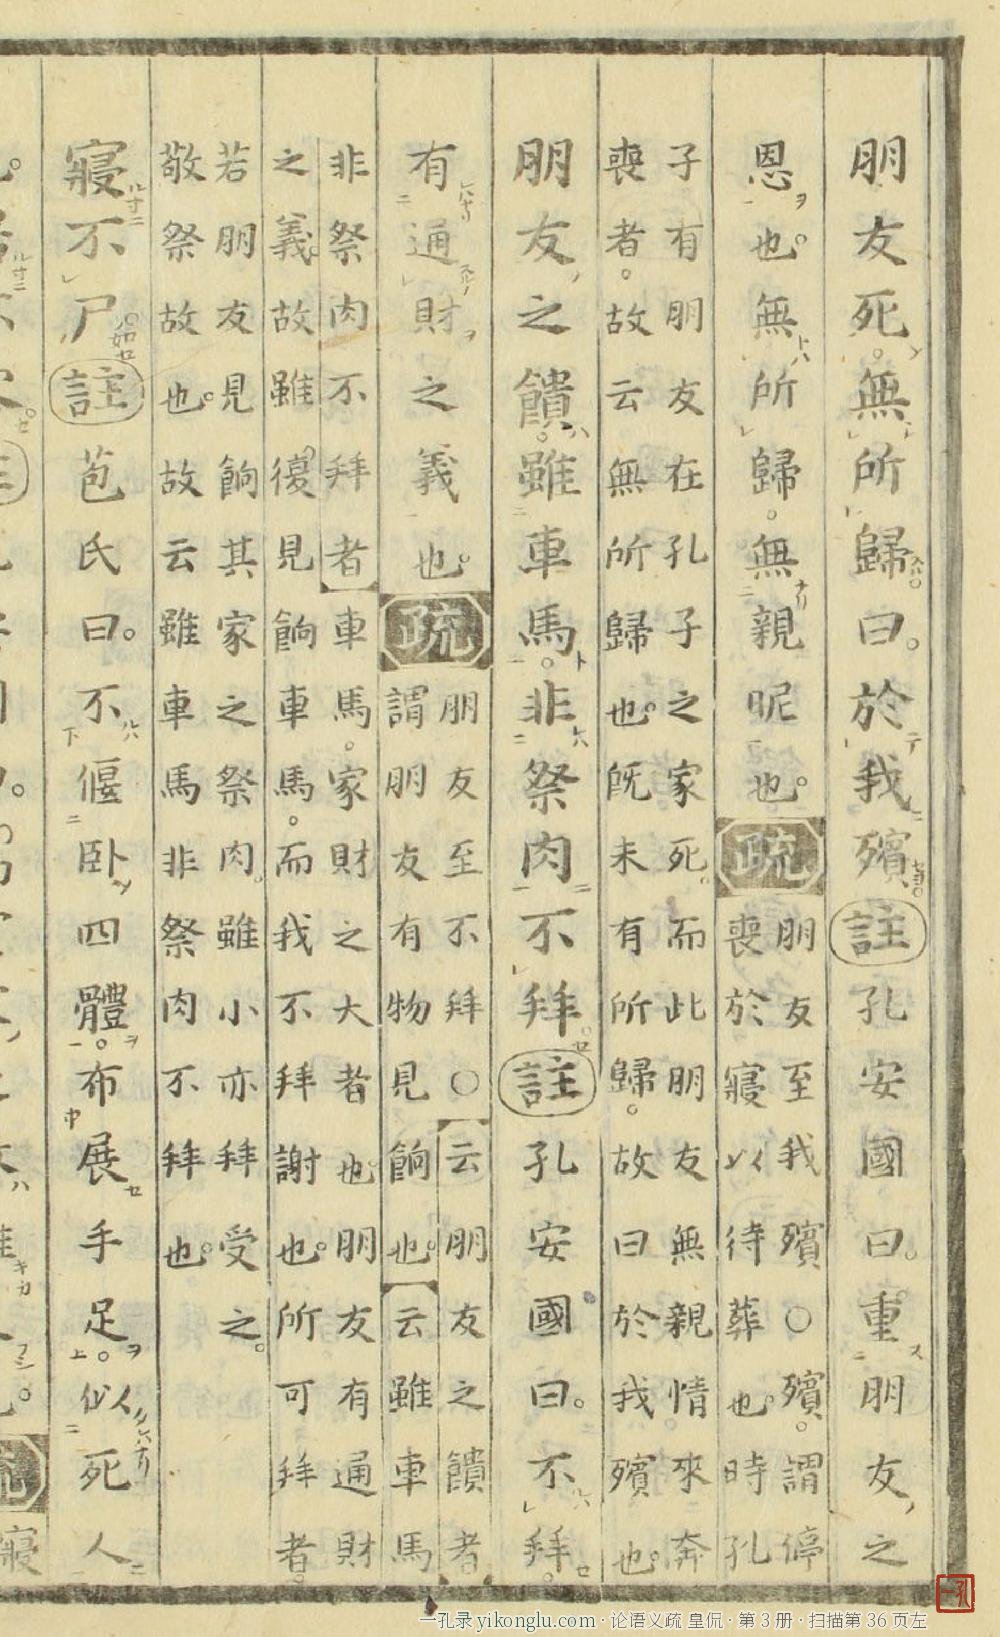 朋友死。無所歸曰。於我殯註孔安國曰。重朋友之
恩也。無所歸。無親昵也。疏朋友至我殯○殯。謂停
喪於寢以待葬也。時孔
子有朋友在孔子之家死。而此朋友無親情來奔
喪者。故云無所歸也。旣未有所歸。故曰於我殯也。
朋友之饋。雖車馬。非祭肉不拜註孔安國曰。不拜。
有通財之義也。疏朋友至不拜○云朋友之饋者
謂朋友有物見餉也。云雖車馬
非祭肉不拜者車馬。家財之大者也。朋友有通財
之義。故雖復見餉車馬。而我不拜謝也。所可拜者。
若朋友見餉其家之祭肉。雖小亦拜受之。
敬祭故也。故云雖車馬非祭肉不拜也。
寢不尸註苞氏曰。不偃卧四體。布展手足。似死人